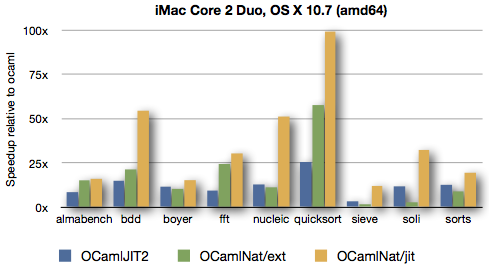 iMac Core 2 Duo, OS X 10.7 (amd64)
Speedup relative to ocaml
100x
75x
50x
25x
0x
almabench bdd boyer fft nucleic quicksort sieve soli sorts
OCamlJIT2 OCamlNat/ext OCamlNat/jit